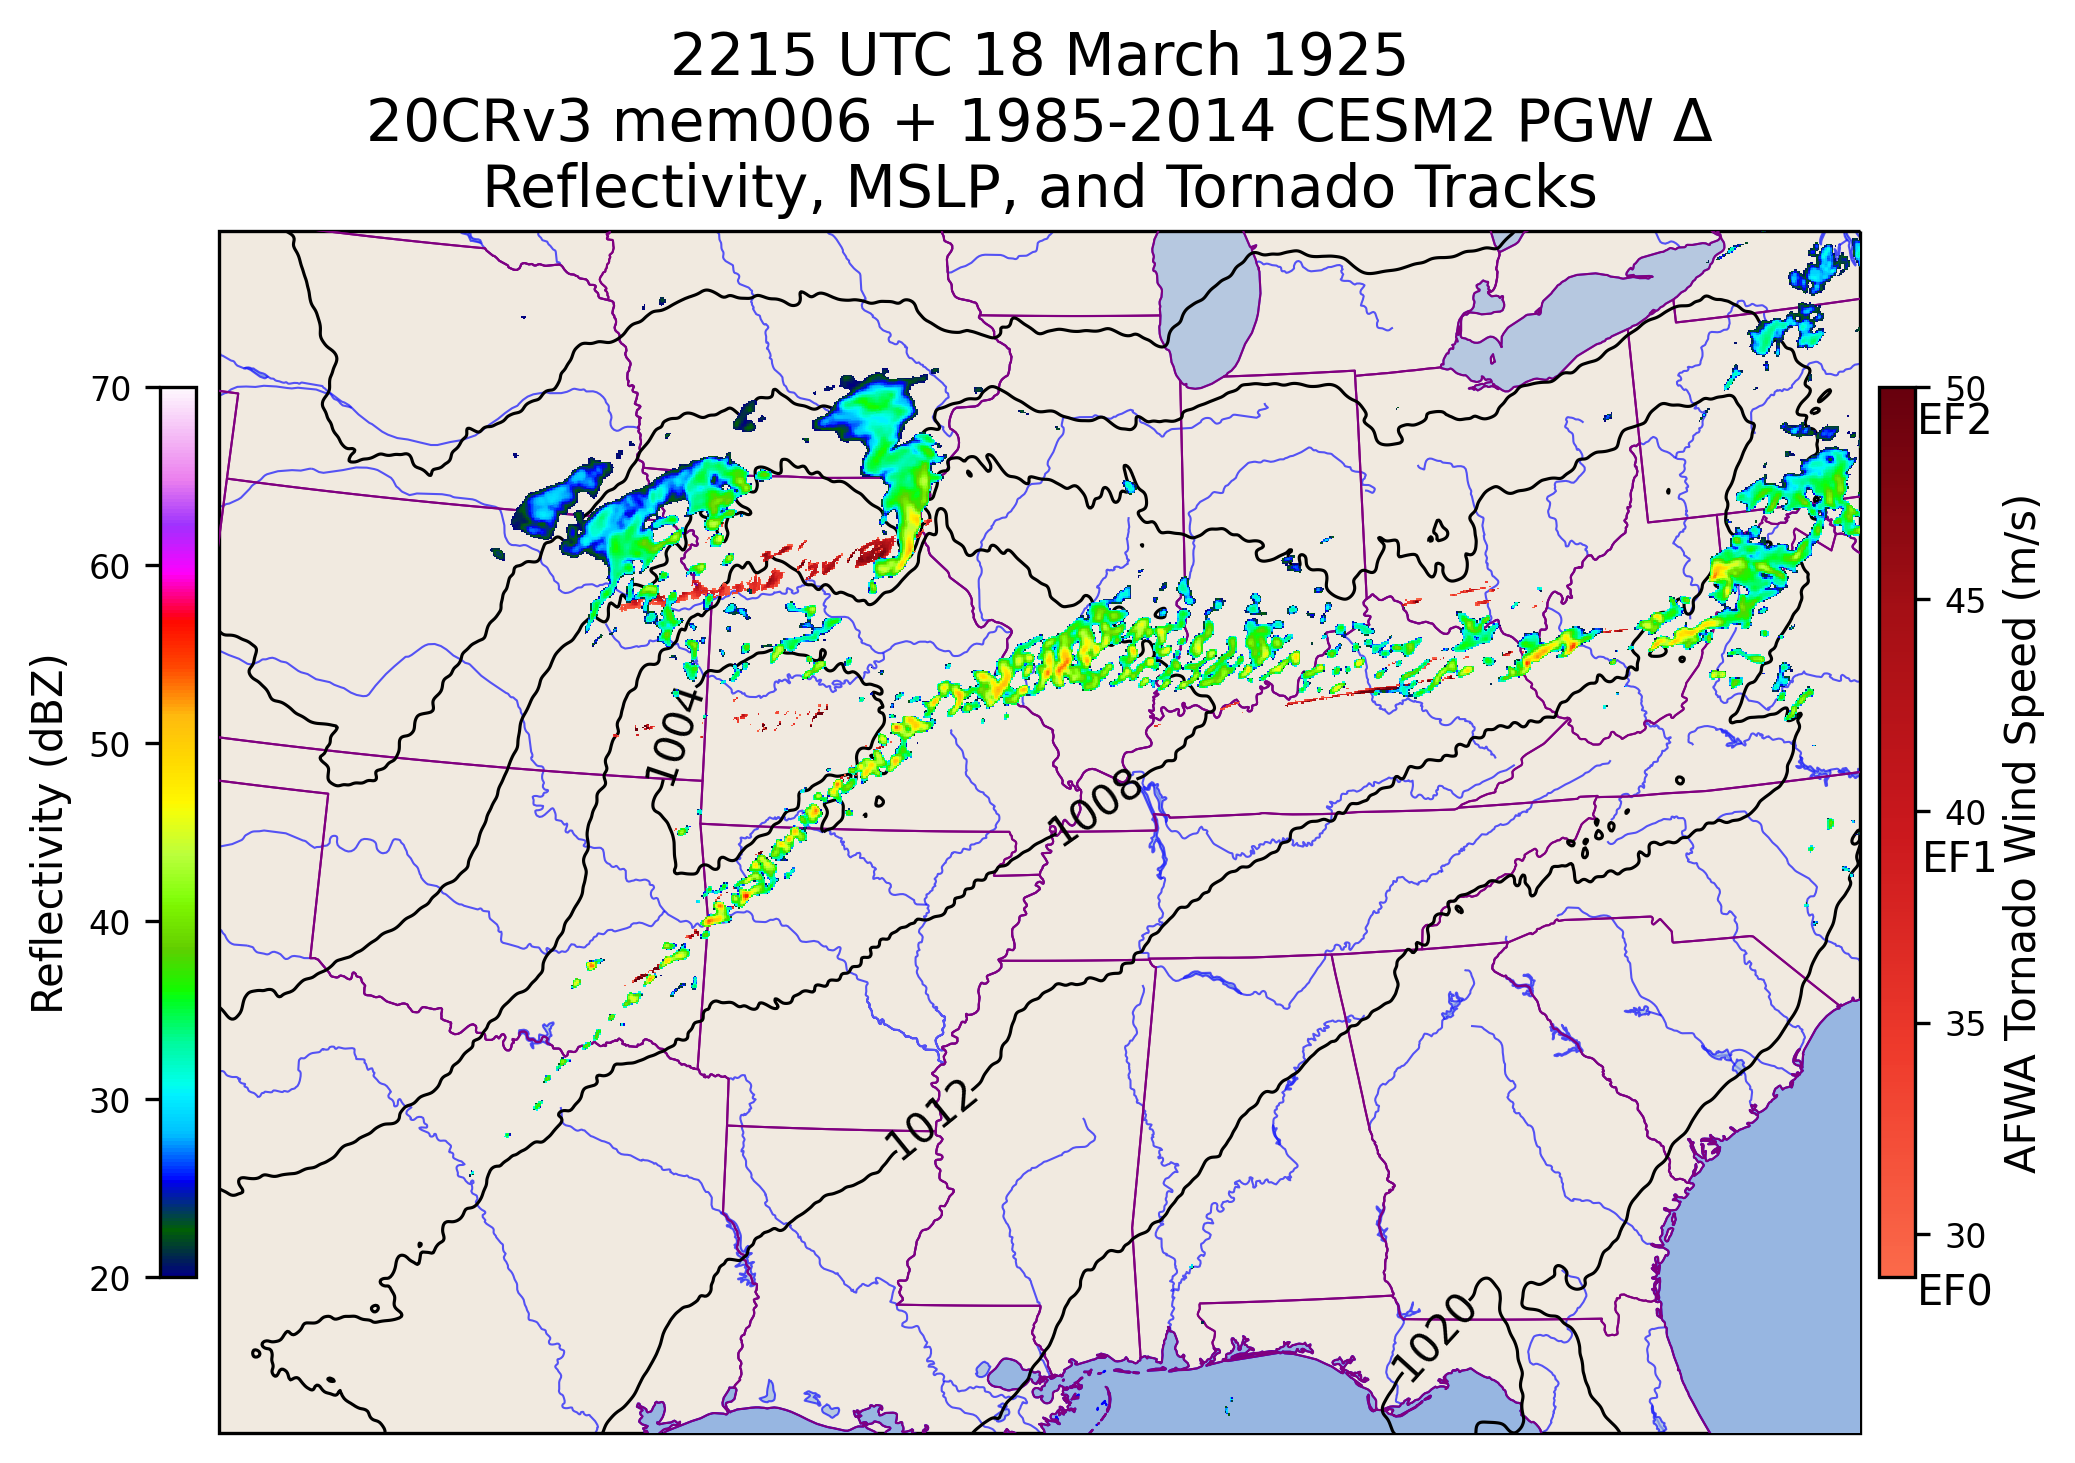 2215 UTC 18 March 1925
20CRv3 mem006 + 1985-2014 CESM2 PGW Δ
Reflectivity, MSLP, and Tornado Tracks
70
60
50
40
30
20
Reflectivity (dBZ)
1004
1008
1012
1020
50
EF2
45
40
EF1
35
30
EF0
AFWA Tornado Wind Speed (m/s)